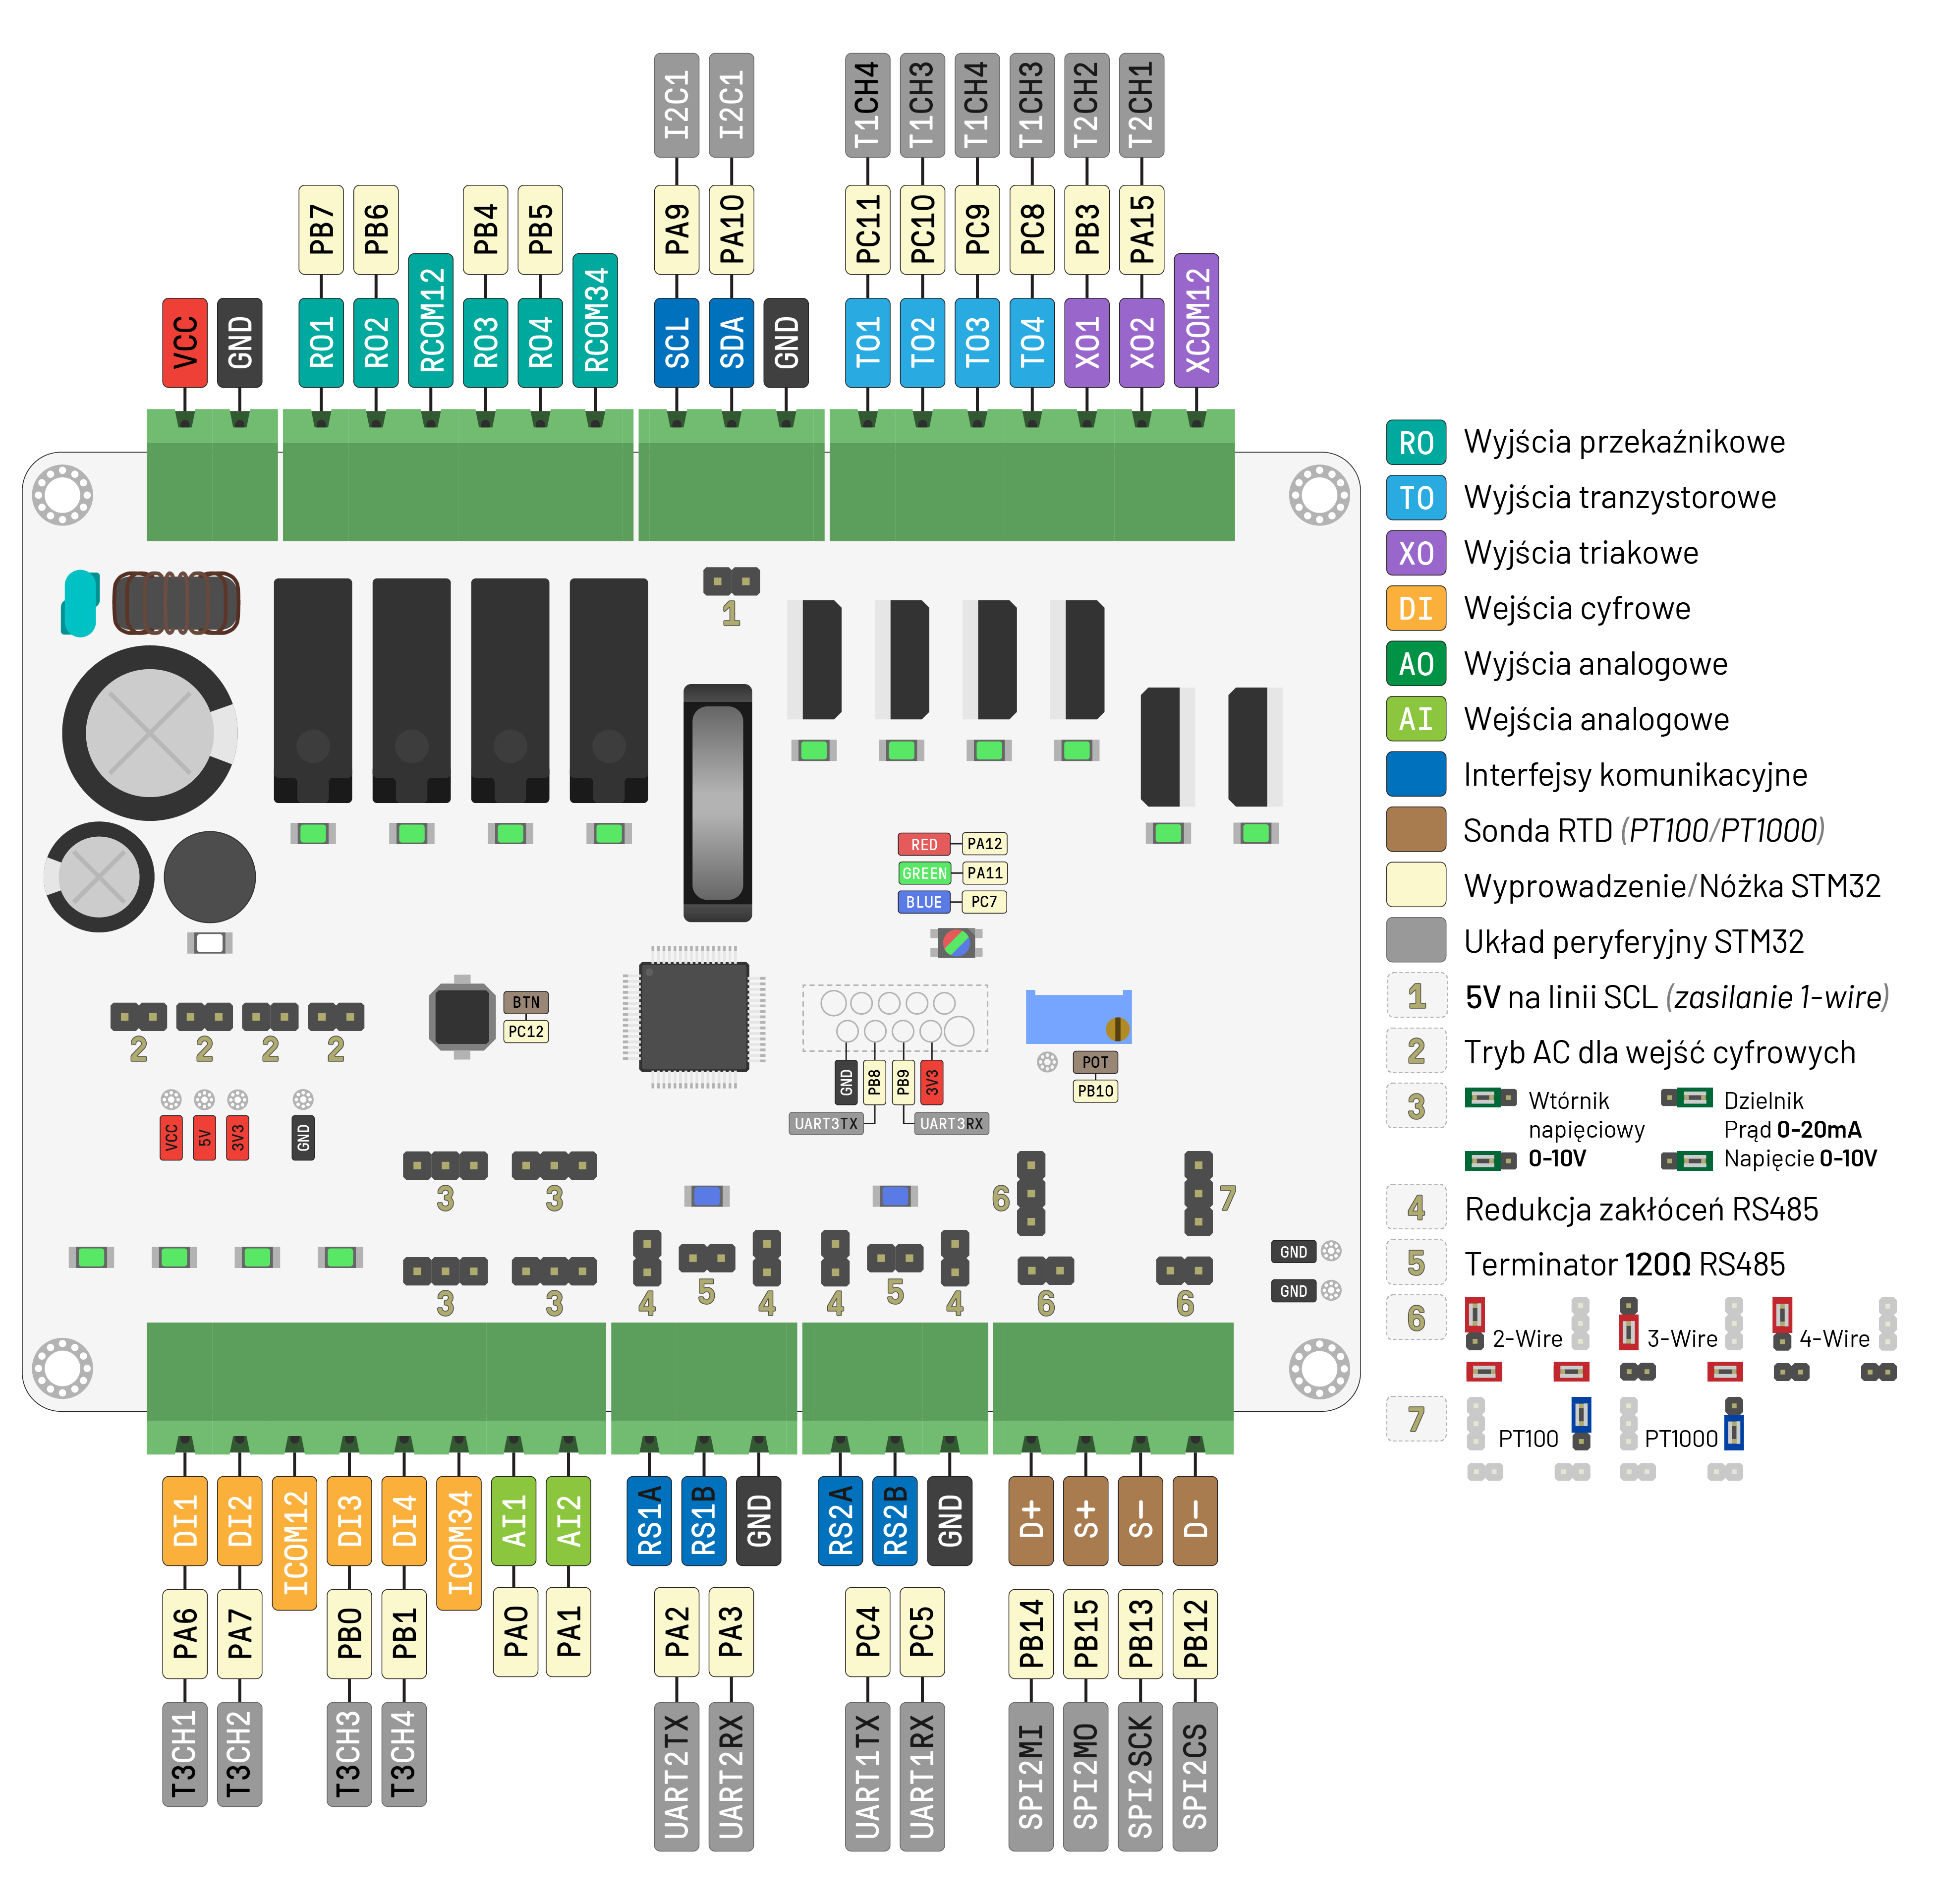 I2C1 I2C1 T1CH4 T1CH3 T1CH4 T1CH3 T2CH2 T2CH1
PB7 PB6 PB4 PB5 PA9 PA10 PC11 PC10 PC9 PC8 PB3 PA15
VCC GND RO1 RO2 RCOM12 RO3 RO4 RCOM34 SCL SDA GND TO1 TO2 TO3 TO4 XO1 XO2 XCOM12
1
RED PA12
GREEN PA11
BLUE PC7
BTN
PC12
2 2 2 2
POT
PB10
GND PB8 PB9 3V3
UART3TX UART3RX
VCC 5V 3V3 GND
3 3 6 7
GND
GND
3 3 4 5 4 4 5 4 6 6
DI1 DI2 ICOM12 DI3 DI4 ICOM34 AI1 AI2 RS1A RS1B GND RS2A RS2B GND D+ S+ S− D−
PA6 PA7 PB0 PB1 PA0 PA1 PA2 PA3 PC4 PC5 PB14 PB15 PB13 PB12
T3CH1 T3CH2 T3CH3 T3CH4 UART2TX UART2RX UART1TX UART1RX SPI2MI SPI2MO SPI2SCK SPI2CS
RO Wyjścia przekaźnikowe
TO Wyjścia tranzystorowe
XO Wyjścia triakowe
DI Wejścia cyfrowe
AO Wyjścia analogowe
AI Wejścia analogowe
Interfejsy komunikacyjne
Sonda RTD (PT100/PT1000)
Wyprowadzenie/Nóżka STM32
Układ peryferyjny STM32
1 5V na linii SCL (zasilanie 1-wire)
2 Tryb AC dla wejść cyfrowych
3 Wtórnik napięciowy 0-10V
Dzielnik
Prąd 0-20mA
Napięcie 0-10V
4 Redukcja zakłóceń RS485
5 Terminator 120Ω RS485
6 2-Wire 3-Wire 4-Wire
7 PT100 PT1000